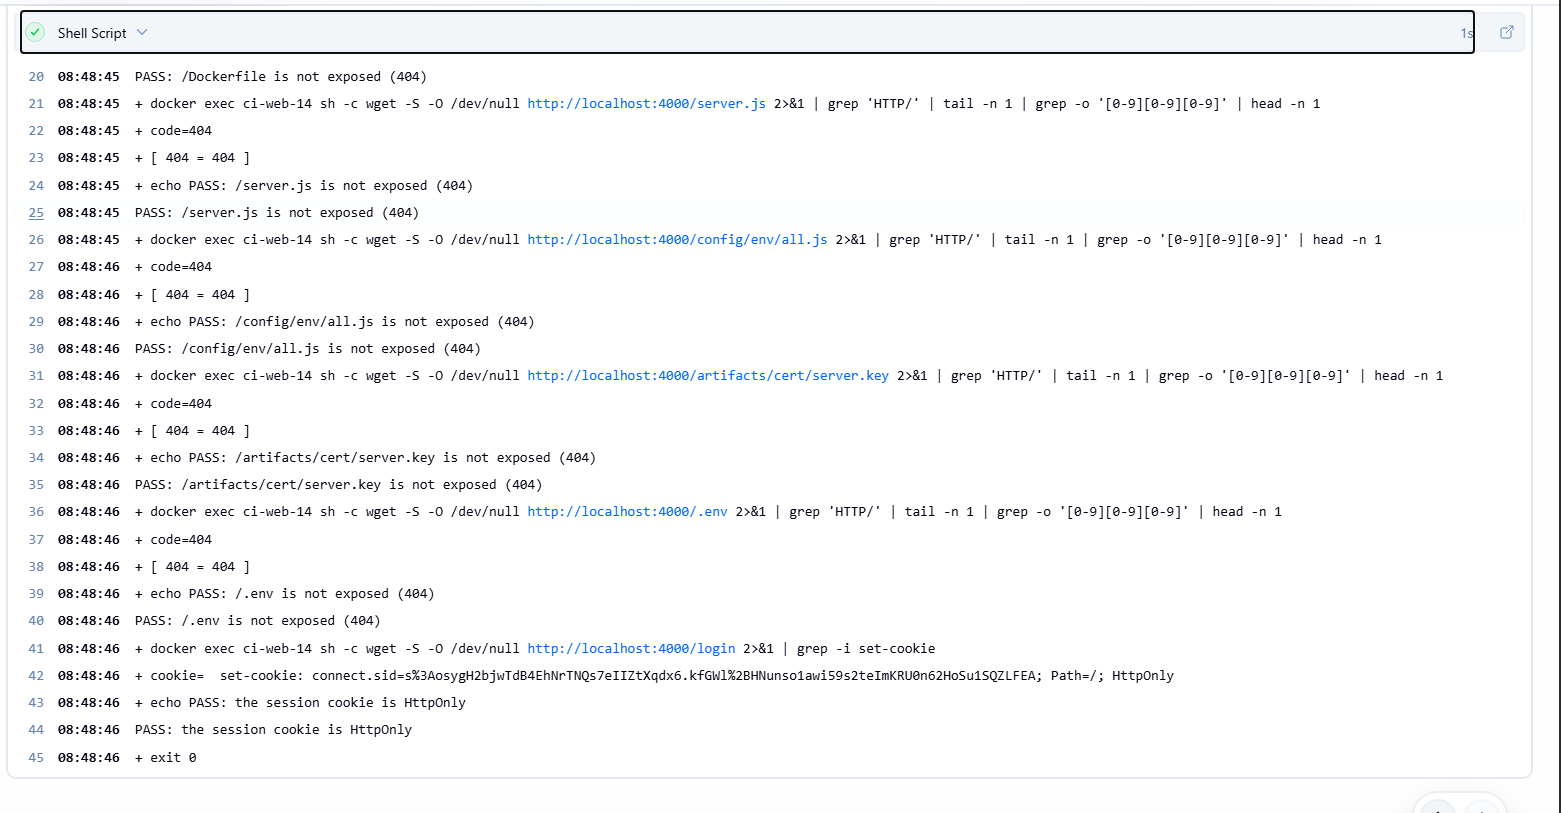 Shell Script
1s
20 08:48:45 PASS: /Dockerfile is not exposed (404)
21 08:48:45 + docker exec ci-web-14 sh -c wget -S -O /dev/null http://localhost:4000/server.js 2>&1 | grep 'HTTP/' | tail -n 1 | grep -o '[0-9][0-9][0-9]' | head -n 1
22 08:48:45 + code=404
23 08:48:45 + [ 404 = 404 ]
24 08:48:45 + echo PASS: /server.js is not exposed (404)
25 08:48:45 PASS: /server.js is not exposed (404)
26 08:48:45 + docker exec ci-web-14 sh -c wget -S -O /dev/null http://localhost:4000/config/env/all.js 2>&1 | grep 'HTTP/' | tail -n 1 | grep -o '[0-9][0-9][0-9]' | head -n 1
27 08:48:46 + code=404
28 08:48:46 + [ 404 = 404 ]
29 08:48:46 + echo PASS: /config/env/all.js is not exposed (404)
30 08:48:46 PASS: /config/env/all.js is not exposed (404)
31 08:48:46 + docker exec ci-web-14 sh -c wget -S -O /dev/null http://localhost:4000/artifacts/cert/server.key 2>&1 | grep 'HTTP/' | tail -n 1 | grep -o '[0-9][0-9][0-9]' | head -n 1
32 08:48:46 + code=404
33 08:48:46 + [ 404 = 404 ]
34 08:48:46 + echo PASS: /artifacts/cert/server.key is not exposed (404)
35 08:48:46 PASS: /artifacts/cert/server.key is not exposed (404)
36 08:48:46 + docker exec ci-web-14 sh -c wget -S -O /dev/null http://localhost:4000/.env 2>&1 | grep 'HTTP/' | tail -n 1 | grep -o '[0-9][0-9][0-9]' | head -n 1
37 08:48:46 + code=404
38 08:48:46 + [ 404 = 404 ]
39 08:48:46 + echo PASS: /.env is not exposed (404)
40 08:48:46 PASS: /.env is not exposed (404)
41 08:48:46 + docker exec ci-web-14 sh -c wget -S -O /dev/null http://localhost:4000/login 2>&1 | grep -i set-cookie
42 08:48:46 + cookie=  set-cookie: connect.sid=s%3AosygH2bjwTdB4EhNrTNQs7eIIZtXqdx6.kfGWl%2BHNunso1awi59s2teImKRU0n62HoSu1SQZLFEA; Path=/; HttpOnly
43 08:48:46 + echo PASS: the session cookie is HttpOnly
44 08:48:46 PASS: the session cookie is HttpOnly
45 08:48:46 + exit 0